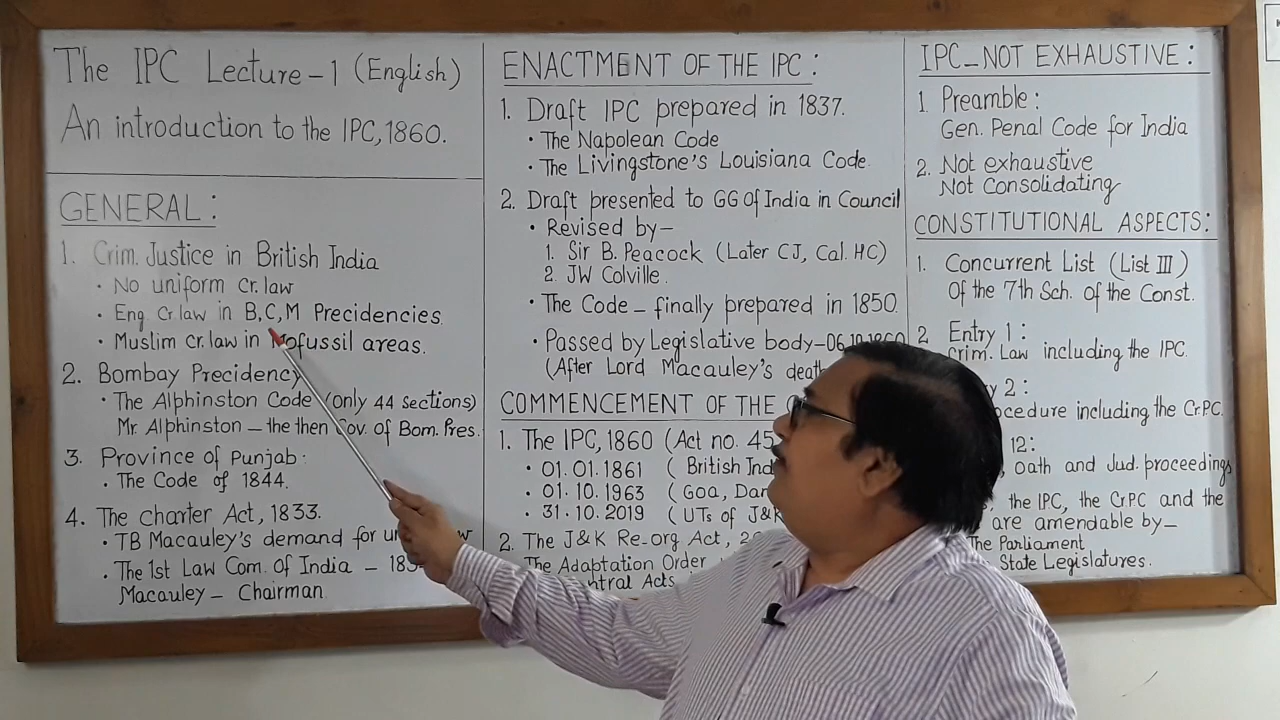 The IPC Lecture-1 (English)
An introduction to the IPC, 1860.
GENERAL:
1. Crim. Justice in British India
• No uniform Cr. law
• Eng. Cr. law in B, C, M Precidencies.
• Muslim cr. law in Mofussil areas.
2. Bombay Precidency
• The Alphinston Code (only 44 sections)
Mr. Alphinston – the then Gov. of Bom. Pres.
3. Province of Punjab:
• The Code of 1844.
4. The Charter Act, 1833.
• TB Macauley's demand for
• The 1st Law Com. of India –
Macauley – Chairman
ENACTMENT OF THE IPC:
1. Draft IPC prepared in 1837.
• The Napolean Code
• The Livingstone's Louisiana Code.
2. Draft presented to GG of India in Council
• Revised by –
1. Sir B. Peacock (Later CJ, Cal. HC)
2. JW Colville.
• The Code – finally prepared in 1850.
• Passed by Legislative body – 06.10.1860
(After Lord Macauley's death
COMMENCEMENT OF THE
1. The IPC, 1860 (Act no. 45
• 01.01.1861 ( British Ind
• 01.10.1963 ( Goa, Dam
• 31.10.2019 ( UTs of J&K
2. The J&K Re-org Act,
The Adaptation Order
Acts
IPC – NOT EXHAUSTIVE:
1 Preamble:
Gen. Penal Code for India
2. Not exhaustive
Not Consolidating
CONSTITUTIONAL ASPECTS:
1. Concurrent List (List III)
Of the 7th Sch. of the Const.
2 Entry 1:
Crim. Law including the IPC.
2:
ocedure including the CrPC.
12:
oath and Jud. proceedings
the IPC, the CrPC and the
are amendable by –
The Parliament
State Legislatures.